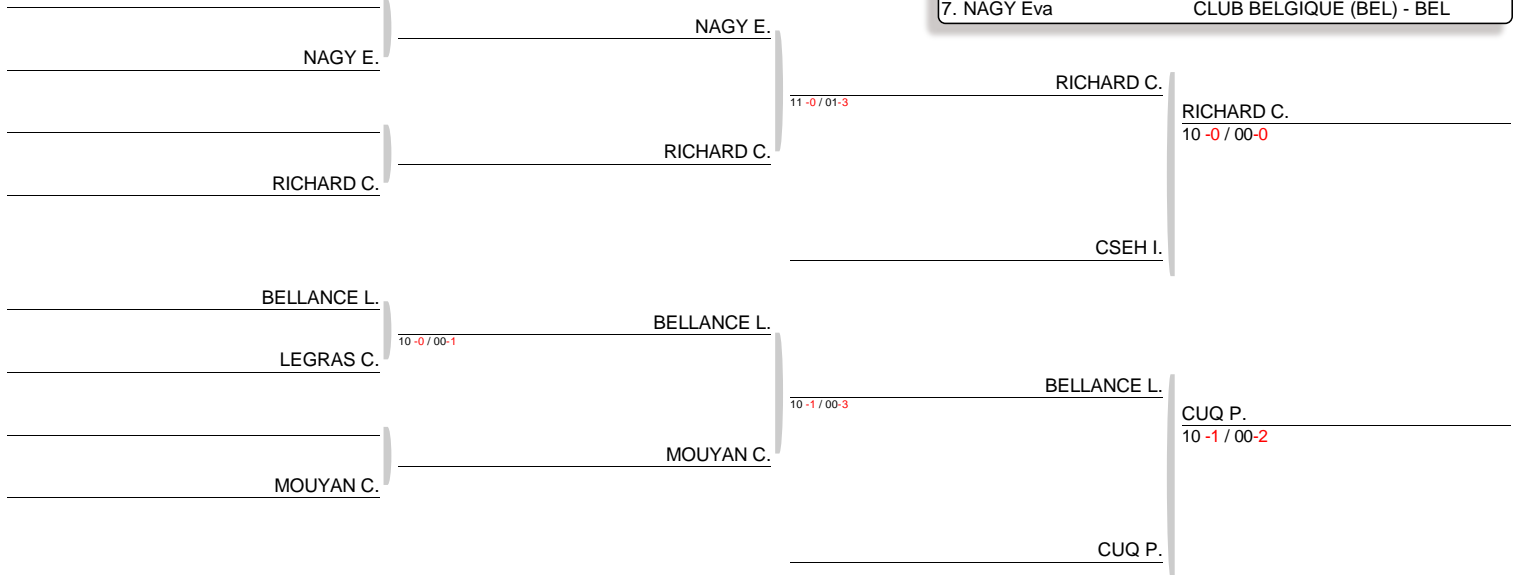 7. NAGY Eva CLUB BELGIQUE (BEL) - BEL
NAGY E.
NAGY E.
RICHARD C.
11 -0 / 01-3
RICHARD C.
10 -0 / 00-0
RICHARD C.
RICHARD C.
CSEH I.
BELLANCE L.
BELLANCE L.
10 -0 / 00-1
LEGRAS C.
BELLANCE L.
10 -1 / 00-3
CUQ P.
10 -1 / 00-2
MOUYAN C.
MOUYAN C.
CUQ P.